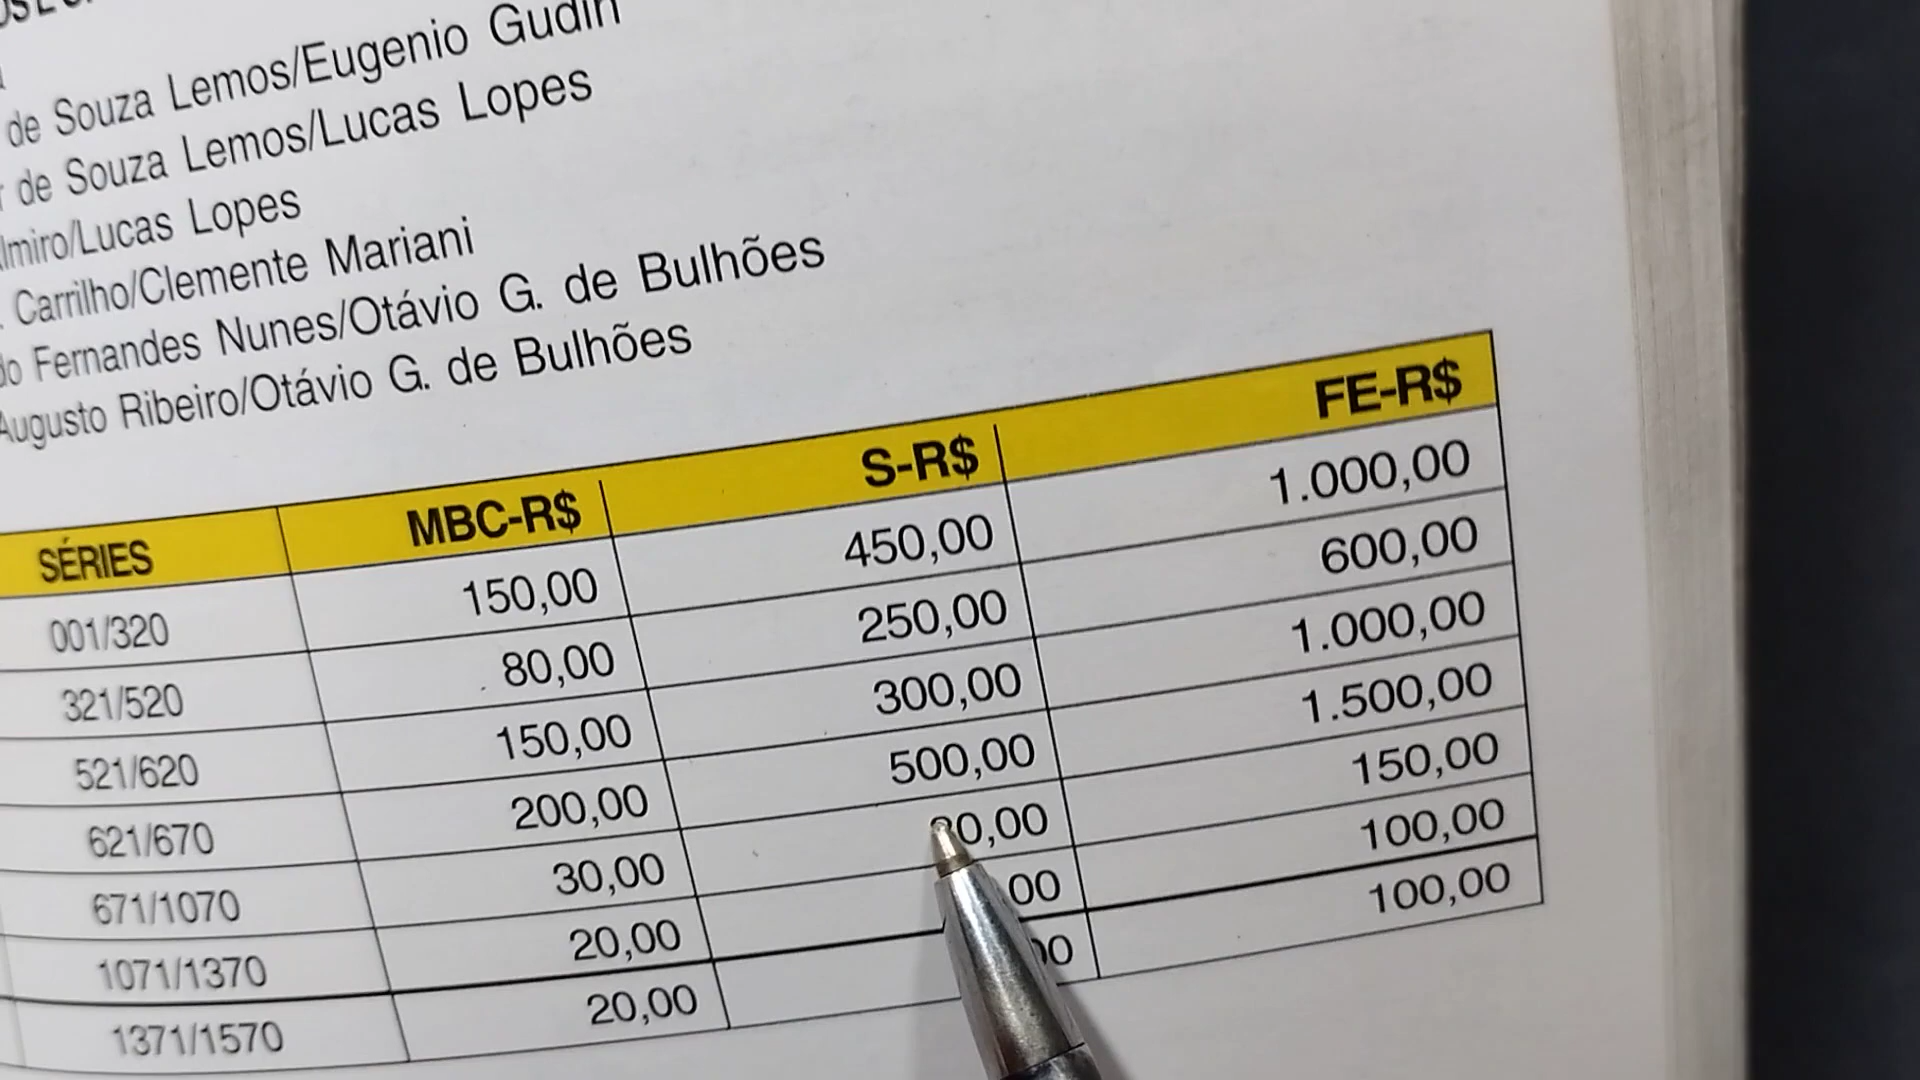 de Souza Lemos/Eugenio Gudin
de Souza Lemos/Lucas Lopes
lmiro/Lucas Lopes
Carrilho/Clemente Mariani
Fernandes Nunes/Otávio G. de Bulhões
Augusto Ribeiro/Otávio G. de Bulhões
SÉRIES MBC-R$ S-R$ FE-R$
001/320 150,00 450,00 1.000,00
321/520 80,00 250,00 600,00
521/620 150,00 300,00 1.000,00
621/670 200,00 500,00 1.500,00
671/1070 30,00 150,00
1071/1370 20,00 100,00
1371/1570 20,00 100,00